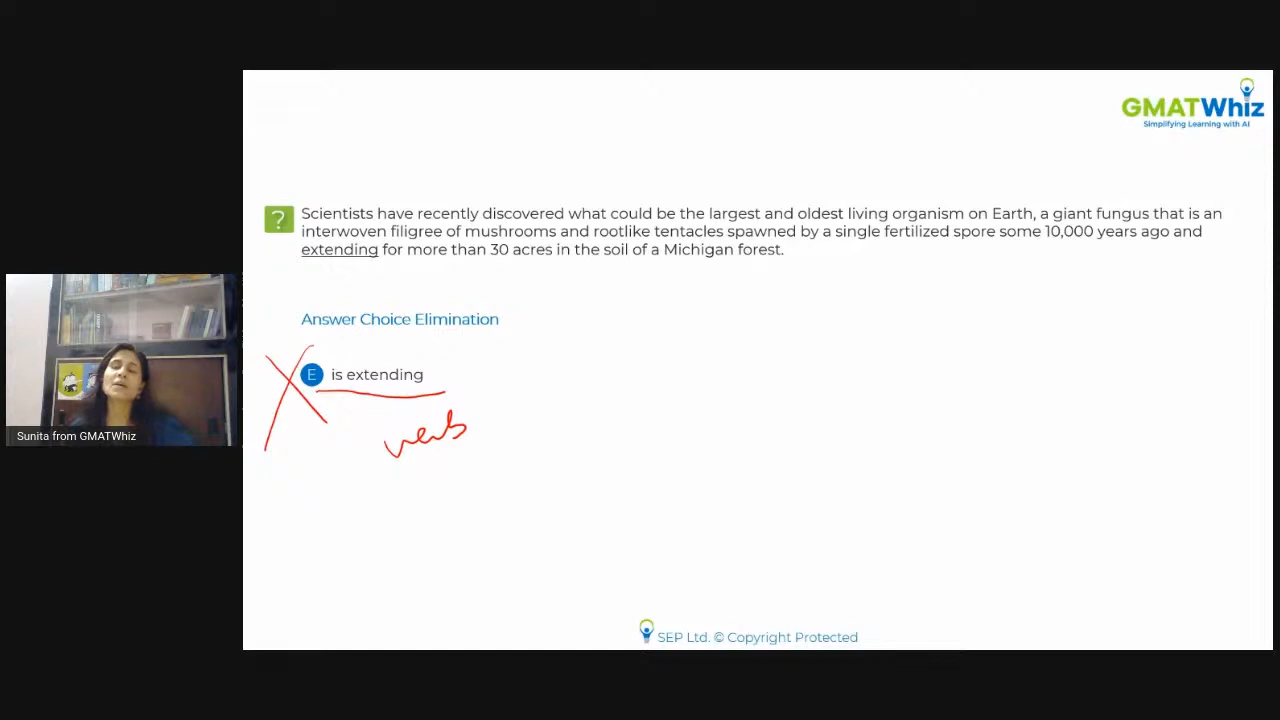 GMATWhiz
Simplifying Learning with AI
?
Scientists have recently discovered what could be the largest and oldest living organism on Earth, a giant fungus that is an
interwoven filigree of mushrooms and rootlike tentacles spawned by a single fertilized spore some 10,000 years ago and
extending for more than 30 acres in the soil of a Michigan forest.
Answer Choice Elimination
E is extending
verb
Sunita from GMATWhiz
SEP Ltd. © Copyright Protected